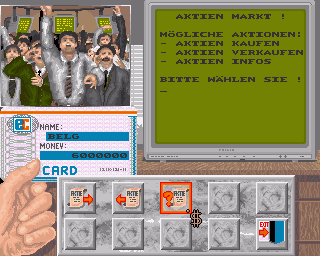 AKTIEN MARKT !
MÖGLICHE AKTIONEN:
- AKTIEN KAUFEN
- AKTIEN VERKAUFEN
- AKTIEN INFOS
BITTE WÄHLEN SIE !
NAME:
BELG
MONEY:
6000000
CARD
AKTIE
AKTIE
AKTIE
EXIT